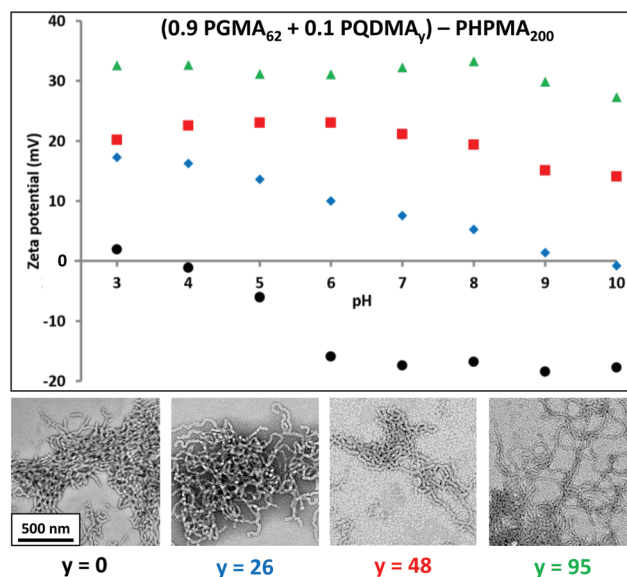 (0.9 PGMA₆₂ + 0.1 PQDMAᵧ) – PHPMA₂₀₀
40
30
20
10
0
-10
-20
Zeta potential (mV)
3 4 5 6 7 8 9 10
pH
500 nm
y = 0 y = 26 y = 48 y = 95